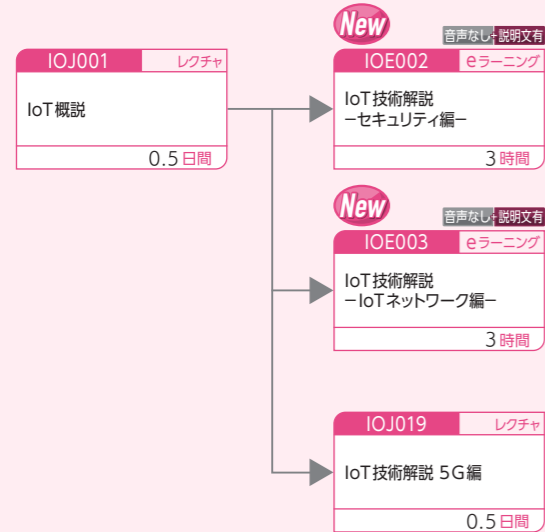 IOJ001 レクチャ
IoT概説
0.5日間
New
音声なし+説明文有
IOE002 eラーニング
IoT技術解説
−セキュリティ編−
3時間
New
音声なし+説明文有
IOE003 eラーニング
IoT技術解説
−IoTネットワーク編−
3時間
IOJ019 レクチャ
IoT技術解説 5G編
0.5日間